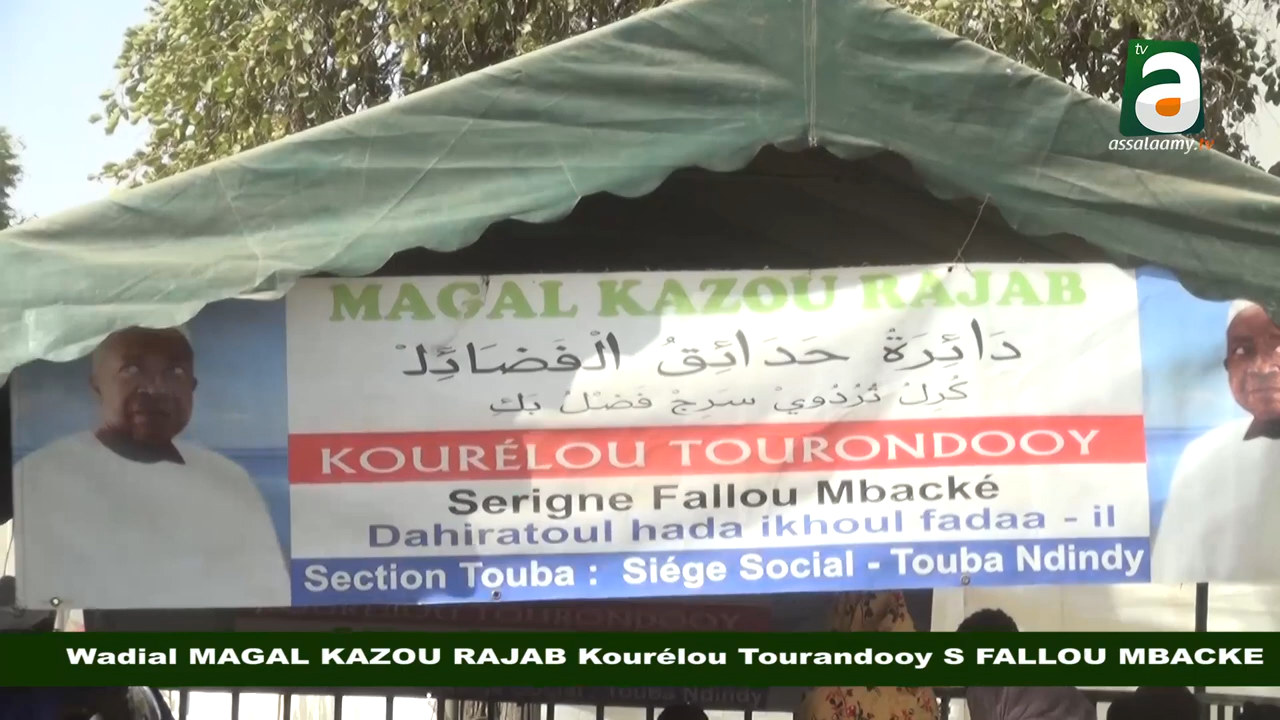 tv
a
assalaamy.tv
MAGAL KAZOU RAJAB
دَائِرَةُ حَدَائِقُ الْفَضَائِلْ
كُرِلُ تُرُدُويْ سَرِجْ فَضْلُ بَكِ
KOURÉLOU TOURONDOOY
Serigne Fallou Mbacké
Dahiratoul hada ikhoul fadaa - il
Section Touba : Siége Social - Touba Ndindy
Wadial MAGAL KAZOU RAJAB Kourélou Tourandooy S FALLOU MBACKE